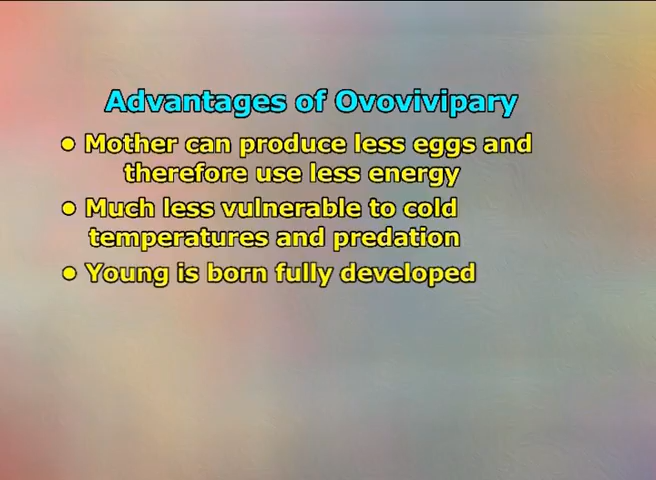 Advantages of Ovovivipary
• Mother can produce less eggs and
therefore use less energy
• Much less vulnerable to cold
temperatures and predation
• Young is born fully developed